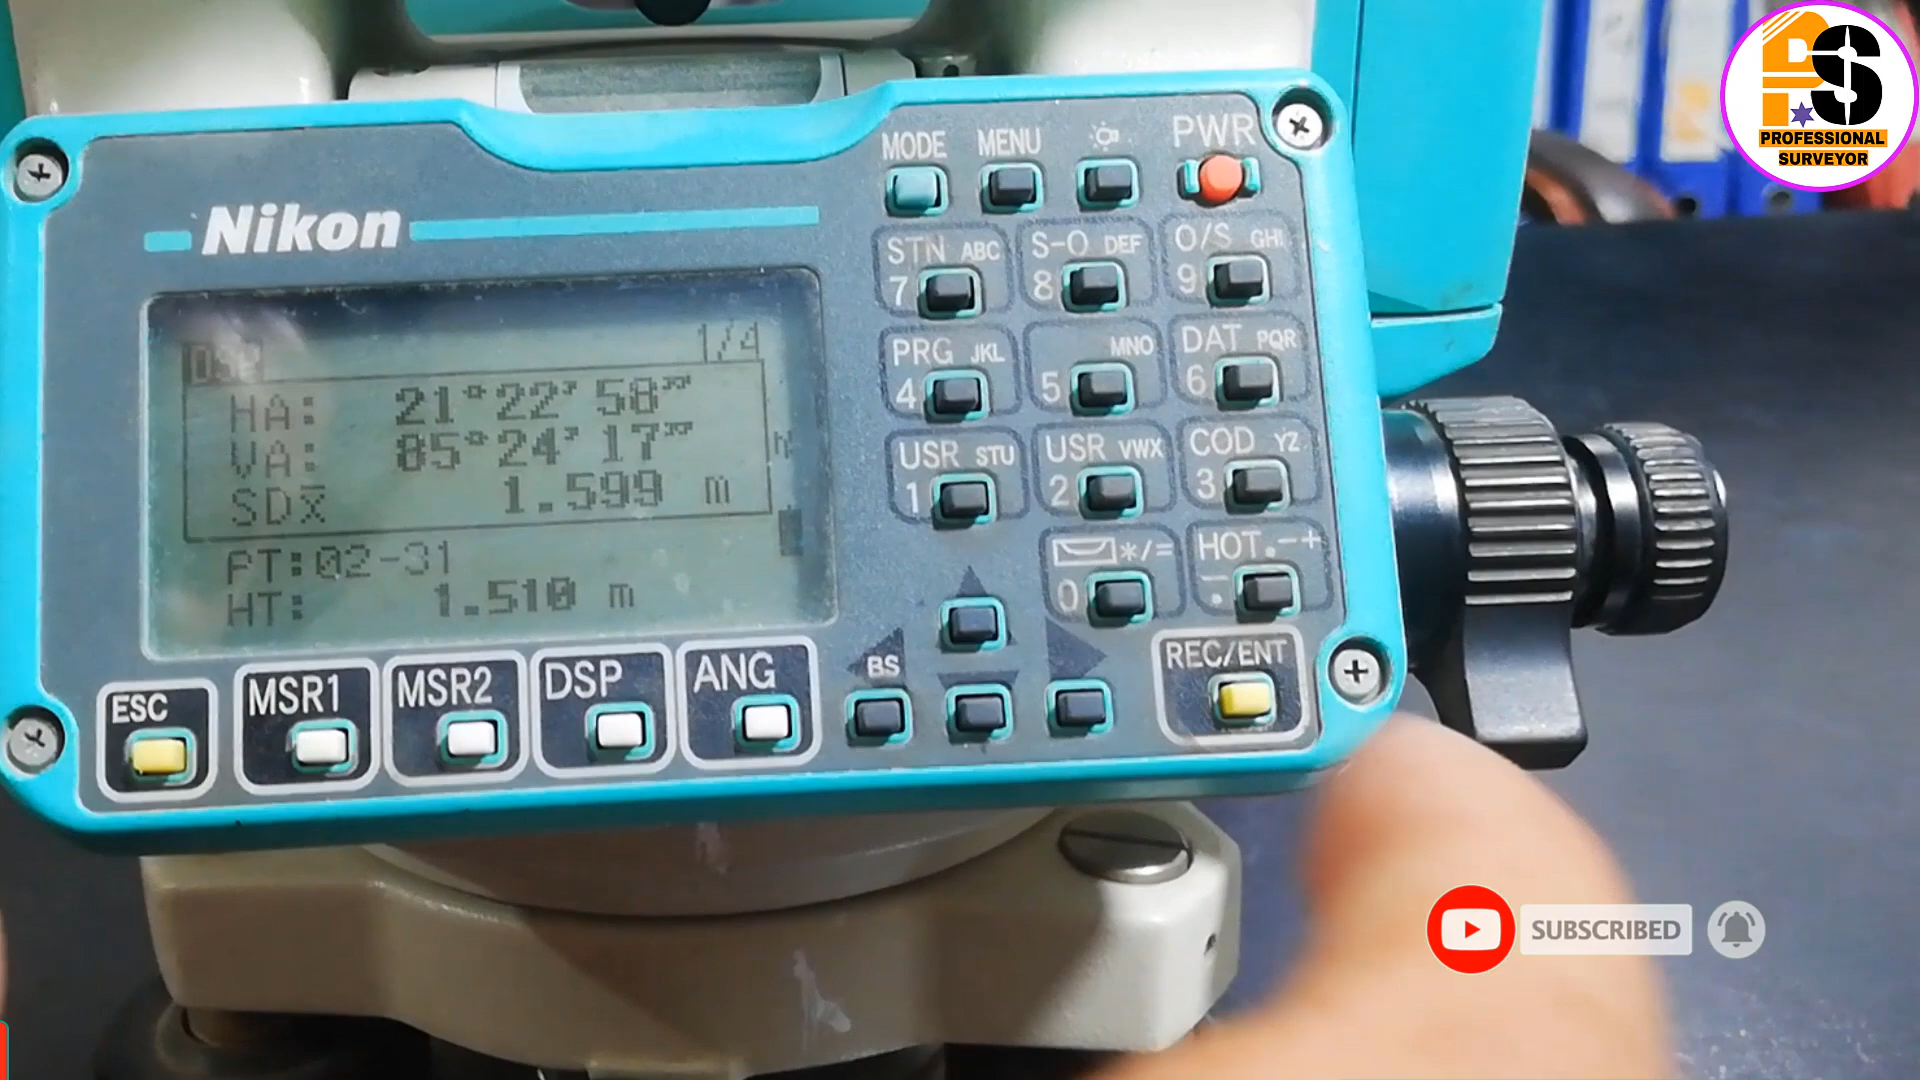 PS
PROFESSIONAL
SURVEYOR
Nikon
MODE MENU PWR
STN ABC 7
S-O DEF 8
O/S GHI 9
PRG JKL 4
MNO 5
DAT PQR 6
USR STU 1
USR VWX 2
COD YZ 3
*/= 0
HOT .-+ .
1/4
HA: 21°22'58"
VA: 85°24'17"
SDx̅ 1.599 m
PT:02-31
HT: 1.510 m
ESC MSR1 MSR2 DSP ANG BS REC/ENT
SUBSCRIBED